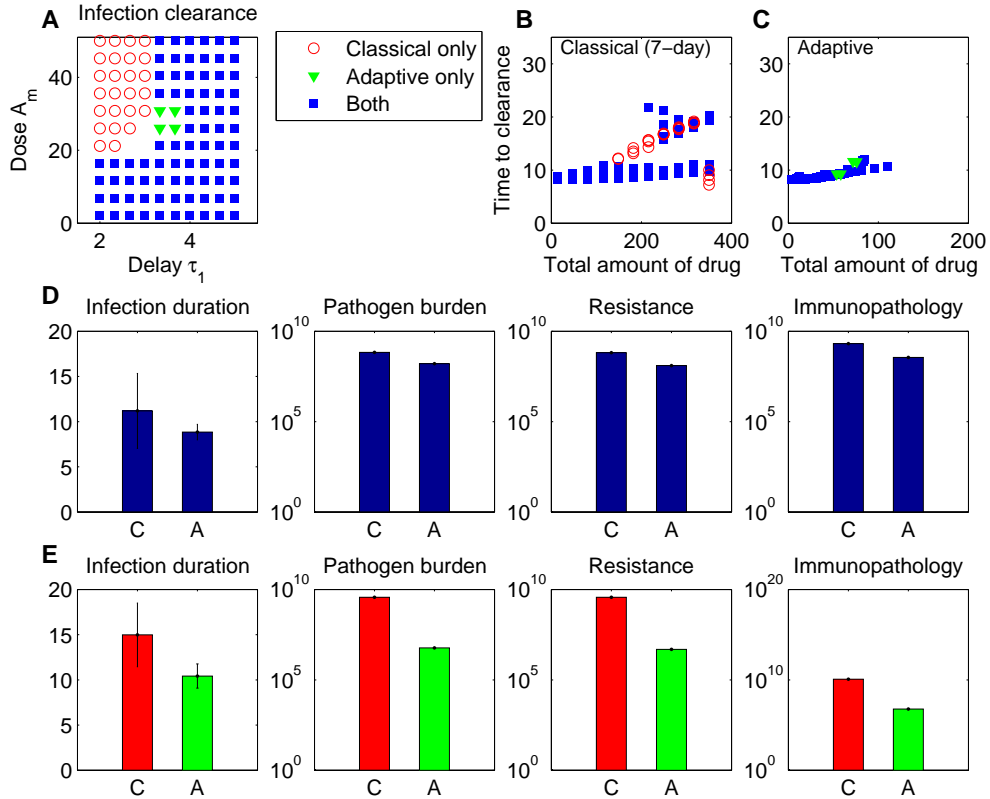 A
Infection clearance
Dose A_m
40
20
0
2
4
Delay τ_1
Classical only
Adaptive only
Both
B
Classical (7−day)
Time to clearance
30
20
10
0
0
200
400
Total amount of drug
C
Adaptive
30
20
10
0
0
100
200
Total amount of drug
D
Infection duration
20
15
10
5
0
C A
Pathogen burden
10^10
10^5
10^0
C A
Resistance
10^10
10^5
10^0
C A
Immunopathology
10^10
10^5
10^0
C A
E
Infection duration
20
15
10
5
0
C A
Pathogen burden
10^10
10^5
10^0
C A
Resistance
10^10
10^5
10^0
C A
Immunopathology
10^20
10^10
10^0
C A